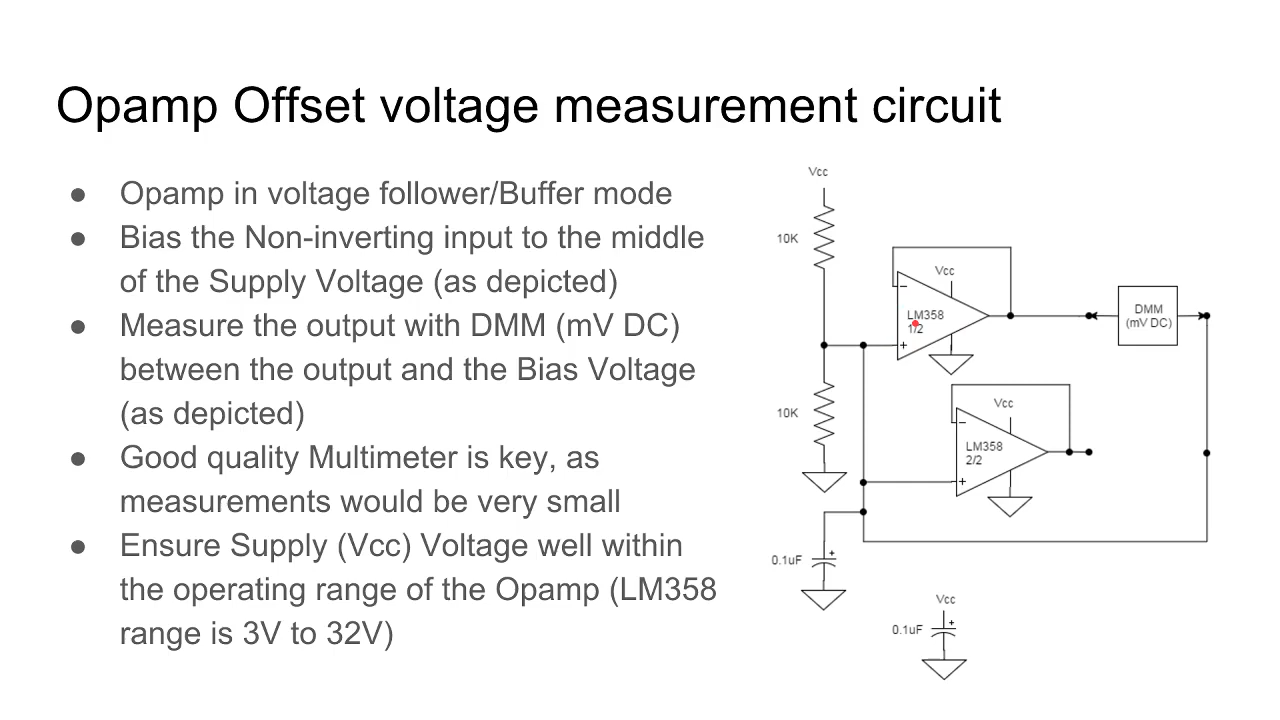 Opamp Offset voltage measurement circuit
● Opamp in voltage follower/Buffer mode
● Bias the Non-inverting input to the middle
of the Supply Voltage (as depicted)
● Measure the output with DMM (mV DC)
between the output and the Bias Voltage
(as depicted)
● Good quality Multimeter is key, as
measurements would be very small
● Ensure Supply (Vcc) Voltage well within
the operating range of the Opamp (LM358
range is 3V to 32V)
Vcc
10K
Vcc
−
LM358
1/2
+
DMM
(mV DC)
10K
Vcc
−
LM358
2/2
+
0.1uF
+
Vcc
0.1uF
+